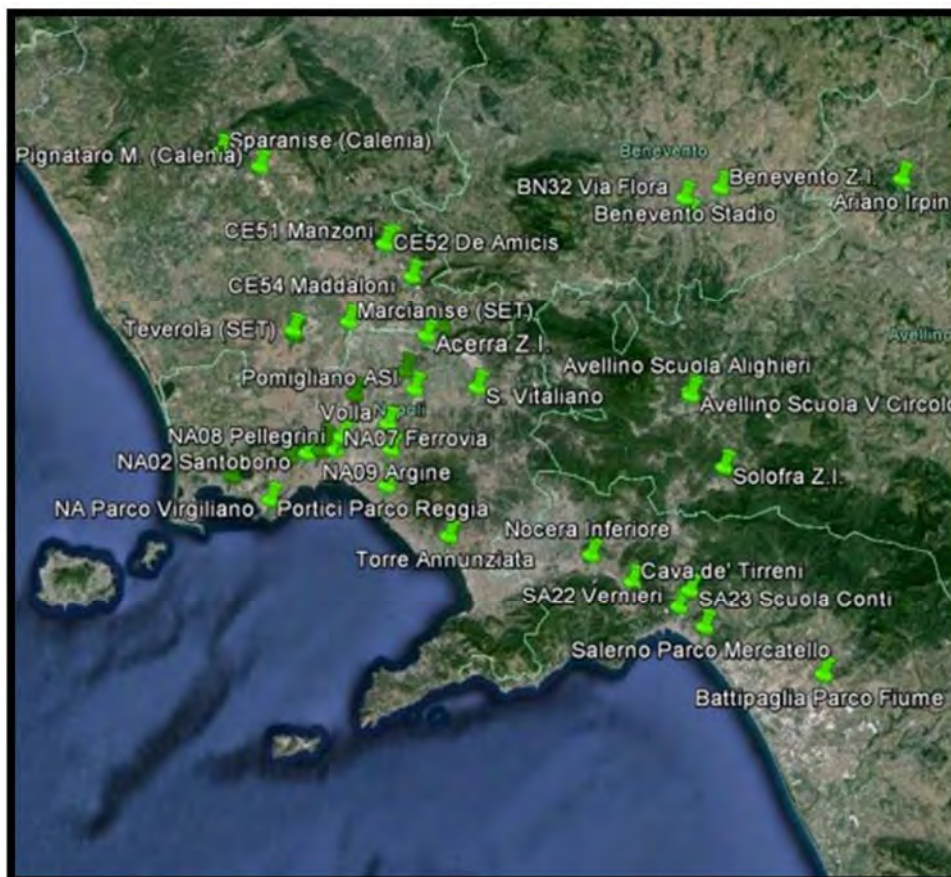 Sparanise (Calenia)
Pignataro M. (Calenia)
Benevento
Benevento Z.I.
BN32 Via Flora
Ariano Irpin
Benevento Stadio
CE51 Manzoni
CE52 De Amicis
CE54 Maddaloni
Marcianise (SET)
Teverola (SET)
Acerra Z.I.
Avellino
Avellino Scuola Alighieri
Pomigliano ASI
S. Vitaliano
Avellino Scuola V Circolo
Volla
Napoli
NA08 Pellegrini
NA07 Ferrovia
NA02 Santobono
NA09 Argine
Solofra Z.I.
NA Parco Virgiliano
Portici Parco Reggia
Nocera Inferiore
Torre Annunziata
Cava de' Tirreni
SA22 Vernieri
SA23 Scuola Conti
Salerno Parco Mercatello
Battipaglia Parco Fiume